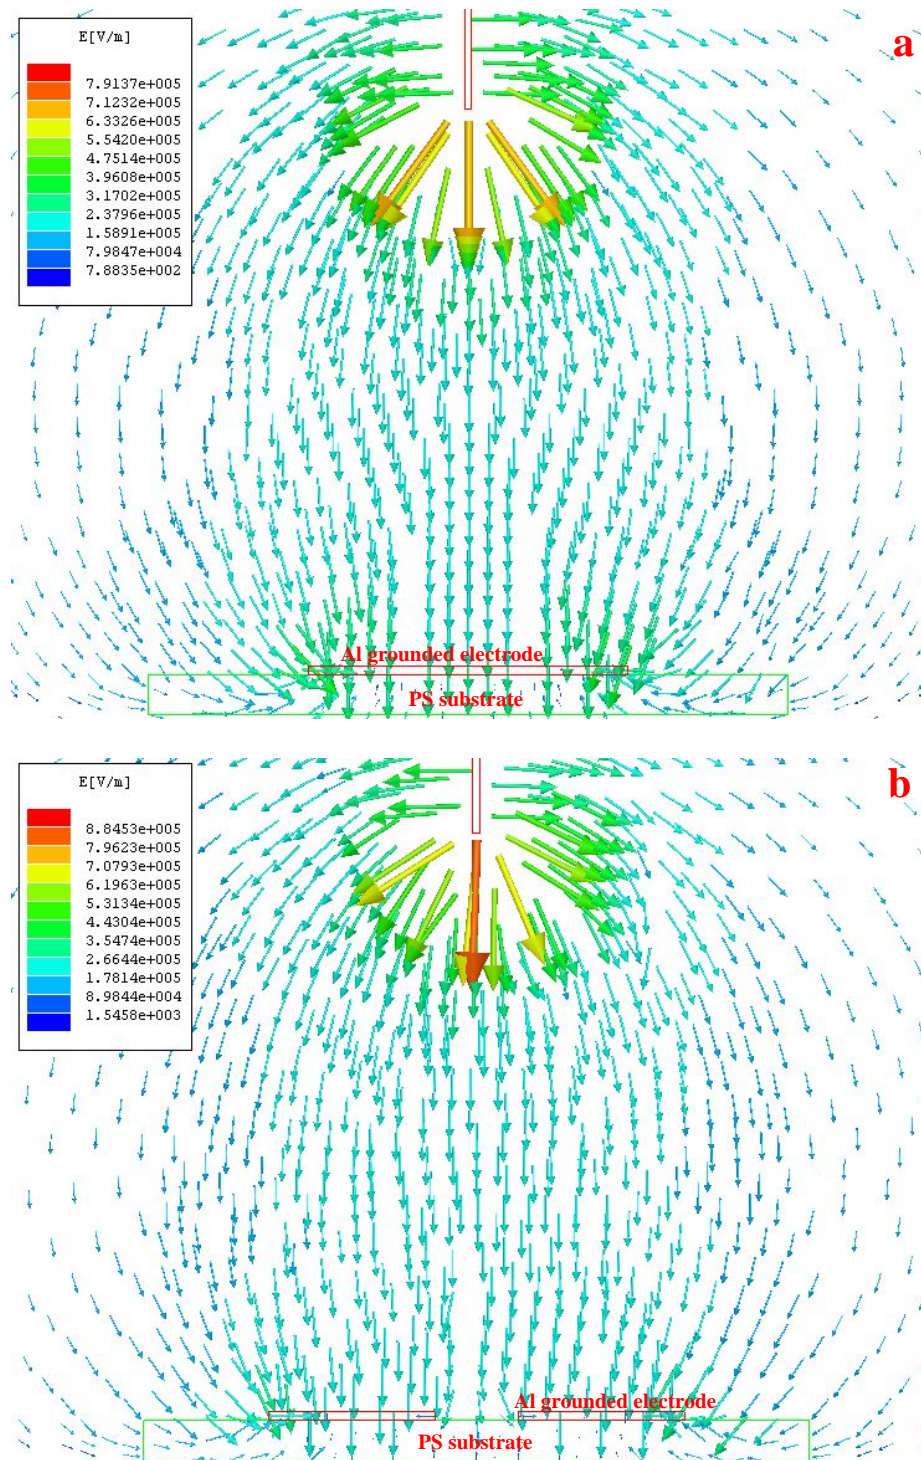 a
E[V/m]
7.9137e+005
7.1232e+005
6.3326e+005
5.5420e+005
4.7514e+005
3.9608e+005
3.1702e+005
2.3796e+005
1.5891e+005
7.9847e+004
7.8835e+002
Al grounded electrode
PS substrate
b
E[V/m]
8.8453e+005
7.9623e+005
7.0793e+005
6.1963e+005
5.3134e+005
4.4304e+005
3.5474e+005
2.6644e+005
1.7814e+005
8.9844e+004
1.5458e+003
Al grounded electrode
PS substrate